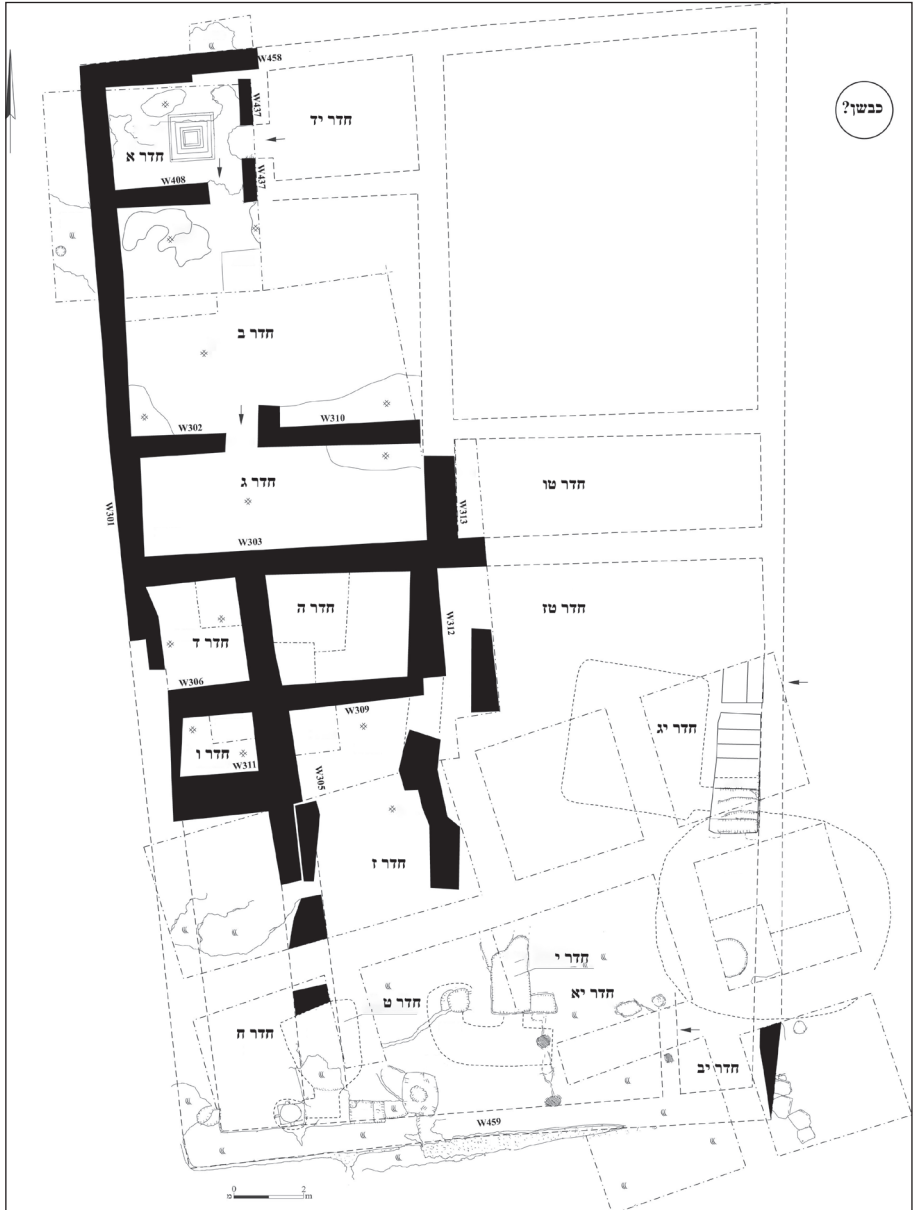 W458
W437
חדר יד
כבשן?
חדר א
W437
W408
חדר ב
W310
W302
חדר ג
חדר טו
W301
W313
W303
חדר ה
חדר טז
W312
חדר ד
W306
W309
חדר יג
חדר ו
W311
W305
חדר ז
חדר י
חדר יא
חדר ט
חדר ח
חדר יב
W459
0 2
m